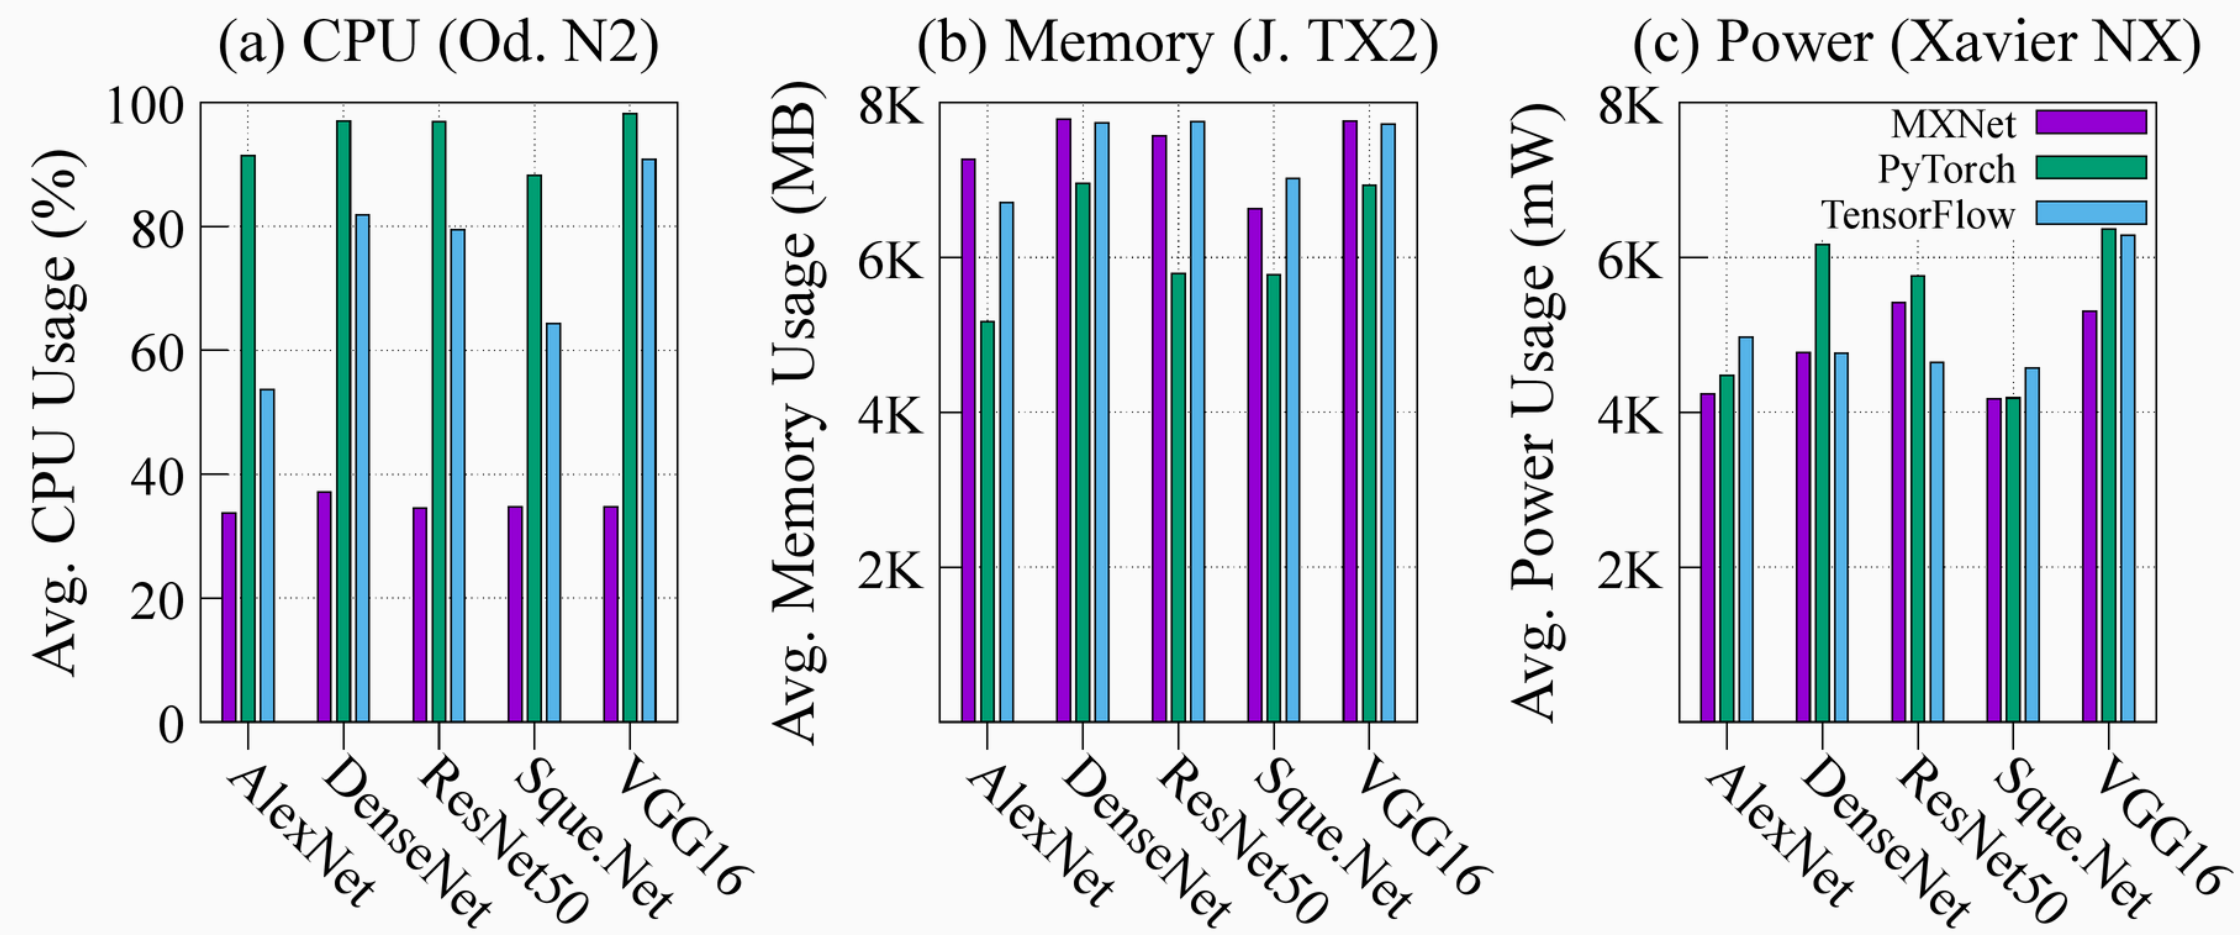 (a) CPU (Od. N2)
Avg. CPU Usage (%)
100
80
60
40
20
0
AlexNet
DenseNet
ResNet50
Sque.Net
VGG16
(b) Memory (J. TX2)
Avg. Memory Usage (MB)
8K
6K
4K
2K
AlexNet
DenseNet
ResNet50
Sque.Net
VGG16
(c) Power (Xavier NX)
Avg. Power Usage (mW)
8K
6K
4K
2K
MXNet
PyTorch
TensorFlow
AlexNet
DenseNet
ResNet50
Sque.Net
VGG16